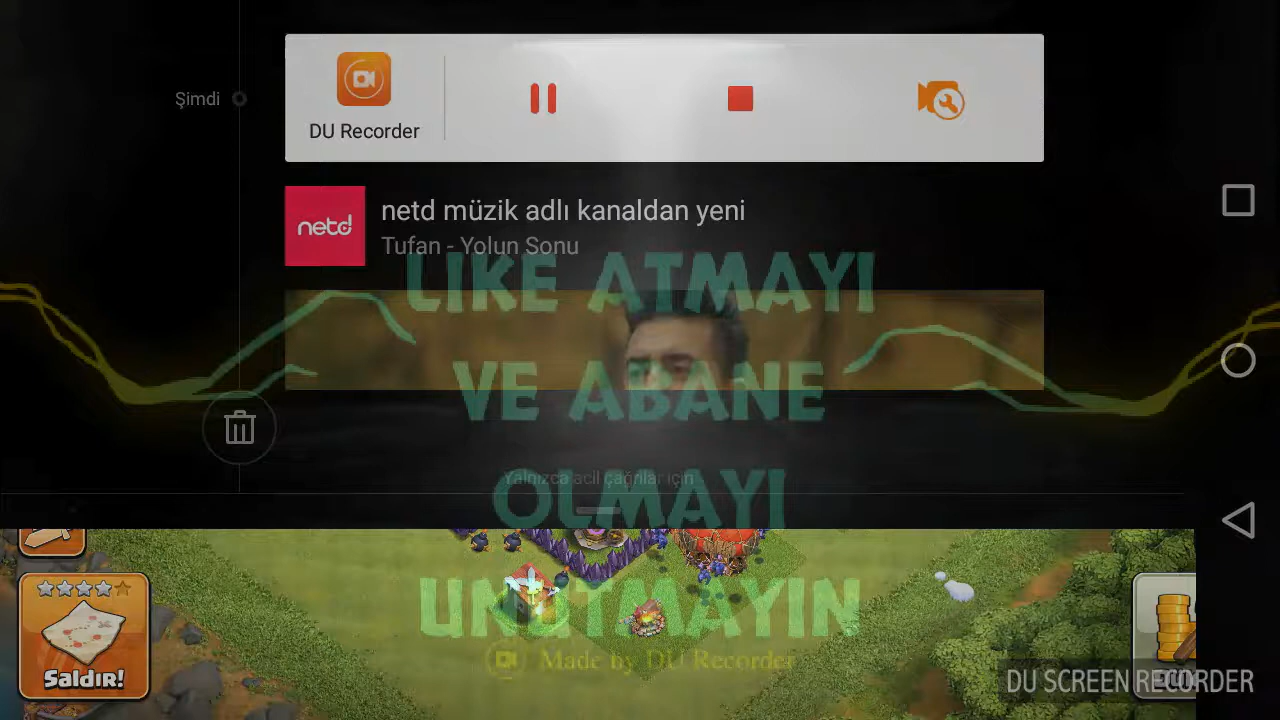 Şimdi
DU Recorder
netd
netd müzik adlı kanaldan yeni
Tufan - Yolun Sonu
LIKE ATMAYI
VE ABANE
OLMAYI
Yalnızca acil çağrılar için
UNUTMAYIN
Made by DU Recorder
Saldır!
DU SCREEN RECORDER